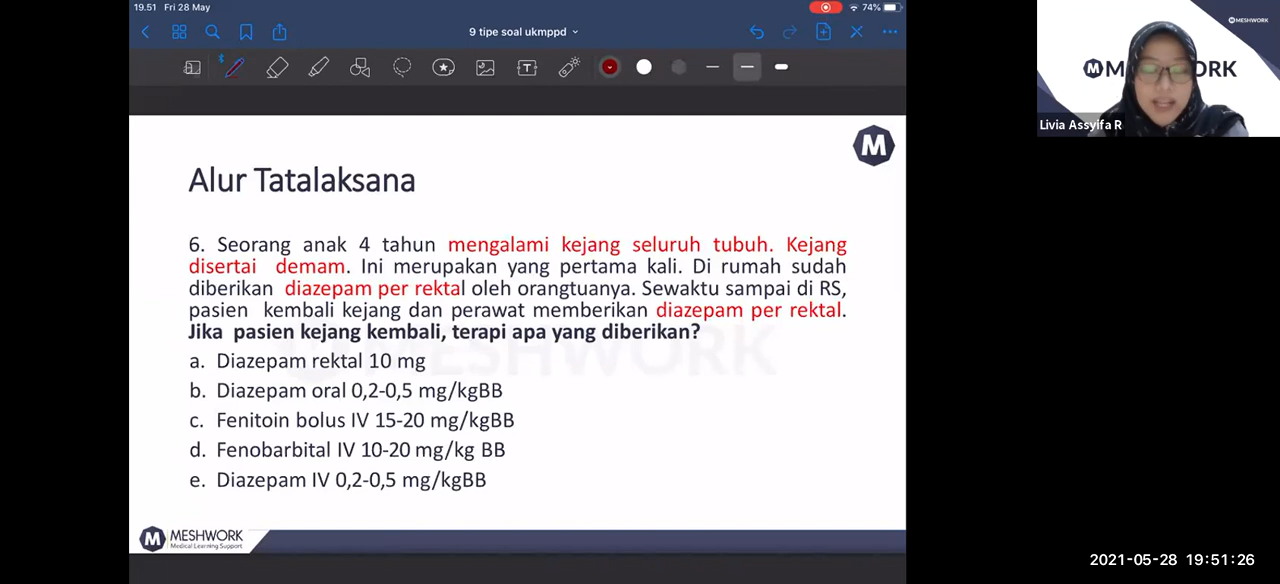 19.51 Fri 28 May
74%
9 tipe soal ukmppd
MESHWORK
M
RK
Livia Assyifa R
M
Alur Tatalaksana
6. Seorang anak 4 tahun mengalami kejang seluruh tubuh. Kejang
disertai demam. Ini merupakan yang pertama kali. Di rumah sudah
diberikan diazepam per rektal oleh orangtuanya. Sewaktu sampai di RS,
pasien kembali kejang dan perawat memberikan diazepam per rektal.
Jika pasien kejang kembali, terapi apa yang diberikan?
MESHWORK
a. Diazepam rektal 10 mg
b. Diazepam oral 0,2-0,5 mg/kgBB
c. Fenitoin bolus IV 15-20 mg/kgBB
d. Fenobarbital IV 10-20 mg/kg BB
e. Diazepam IV 0,2-0,5 mg/kgBB
M MESHWORK
Medical Learning Support
2021-05-28 19:51:26